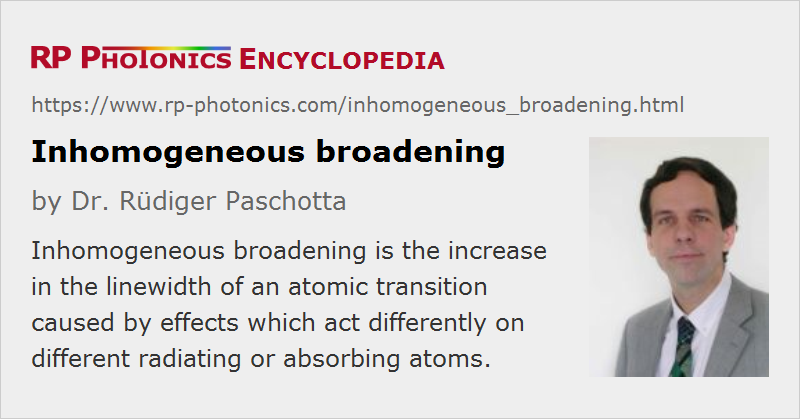 RP PHOTONICS ENCYCLOPEDIA
https://www.rp-photonics.com/inhomogeneous_broadening.html
Inhomogeneous broadening
by Dr. Rüdiger Paschotta
Inhomogeneous broadening is the increase
in the linewidth of an atomic transition
caused by effects which act differently on
different radiating or absorbing atoms.